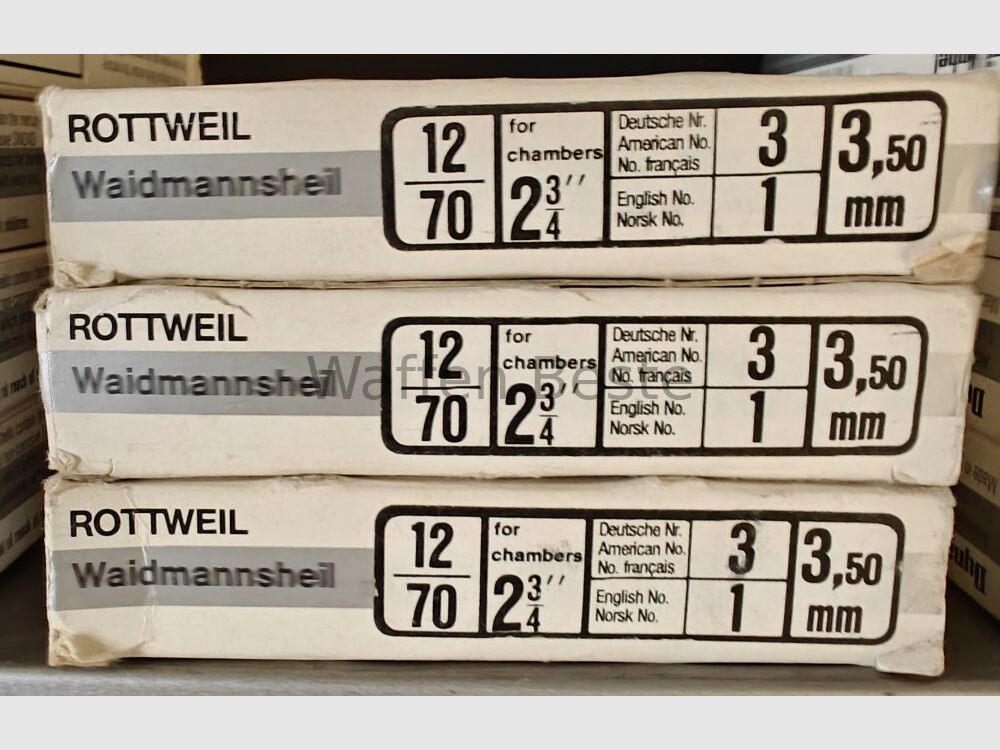 ROTTWEIL
Waidmannsheil
12
70
for
chambers
2 3/4''
Deutsche Nr.
American No.
No. français
3
English No.
Norsk No.
1
3,50
mm
ROTTWEIL
Waidmannsheil
12
70
for
chambers
2 3/4''
Deutsche Nr.
American No.
No. français
3
English No.
Norsk No.
1
3,50
mm
Waffen Beste
ROTTWEIL
Waidmannsheil
12
70
for
chambers
2 3/4''
Deutsche Nr.
American No.
No. français
3
English No.
Norsk No.
1
3,50
mm